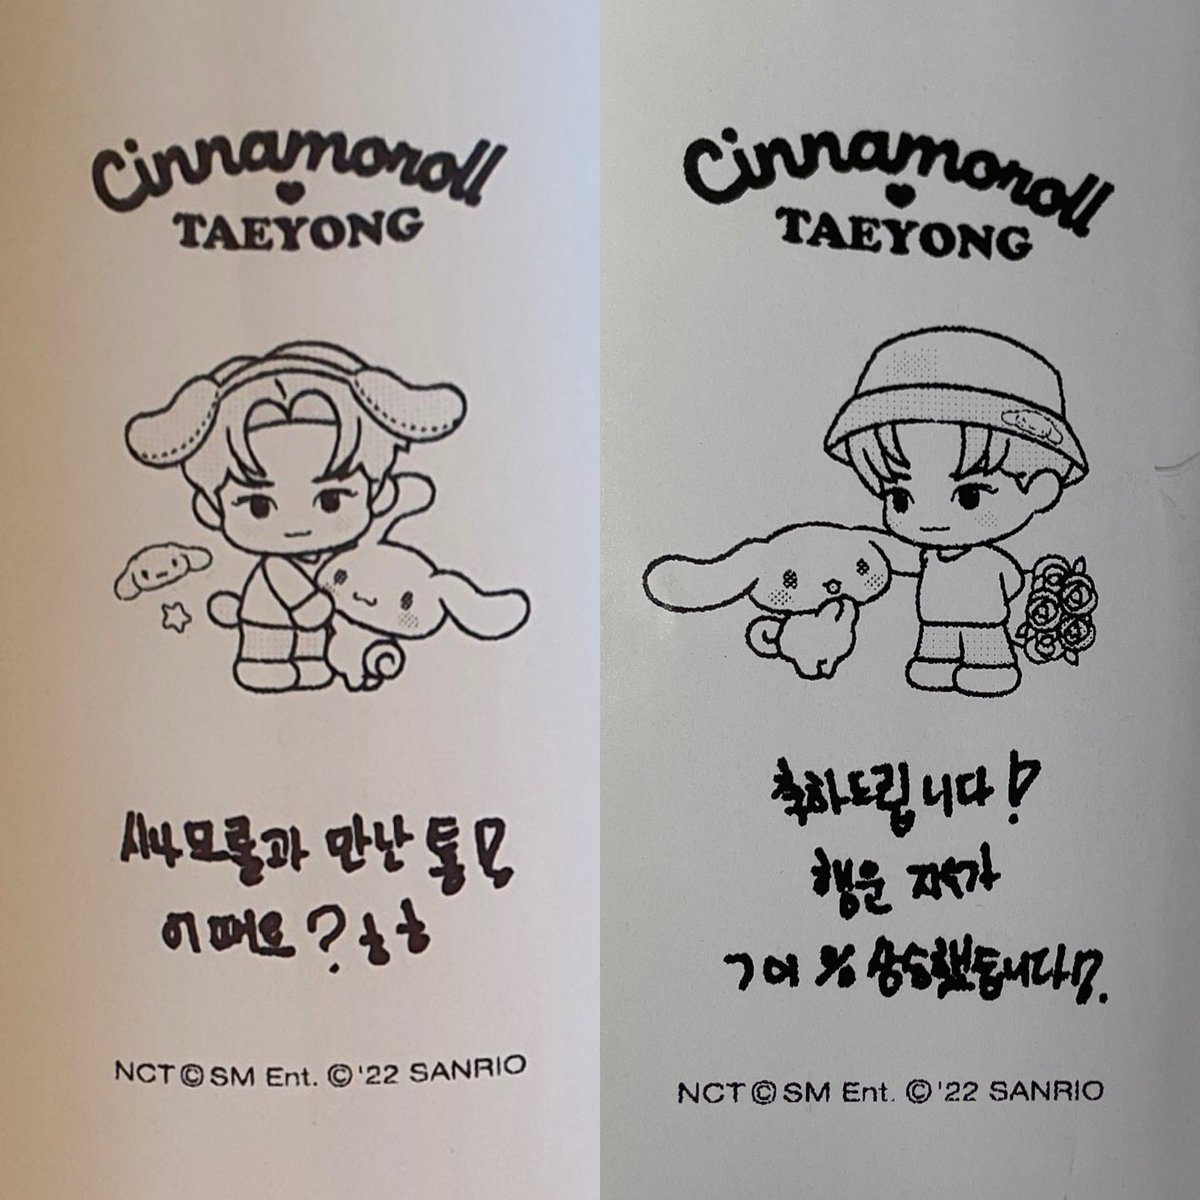 Cinnamoroll
TAEYONG
시나모롤과 만난 툥!
어때요? ㅎㅎ
NCT©SM Ent. ©'22 SANRIO
Cinnamoroll
TAEYONG
축하드립니다!
행운 지수가
% 상승했습니다!.
NCT©SM Ent. ©'22 SANRIO